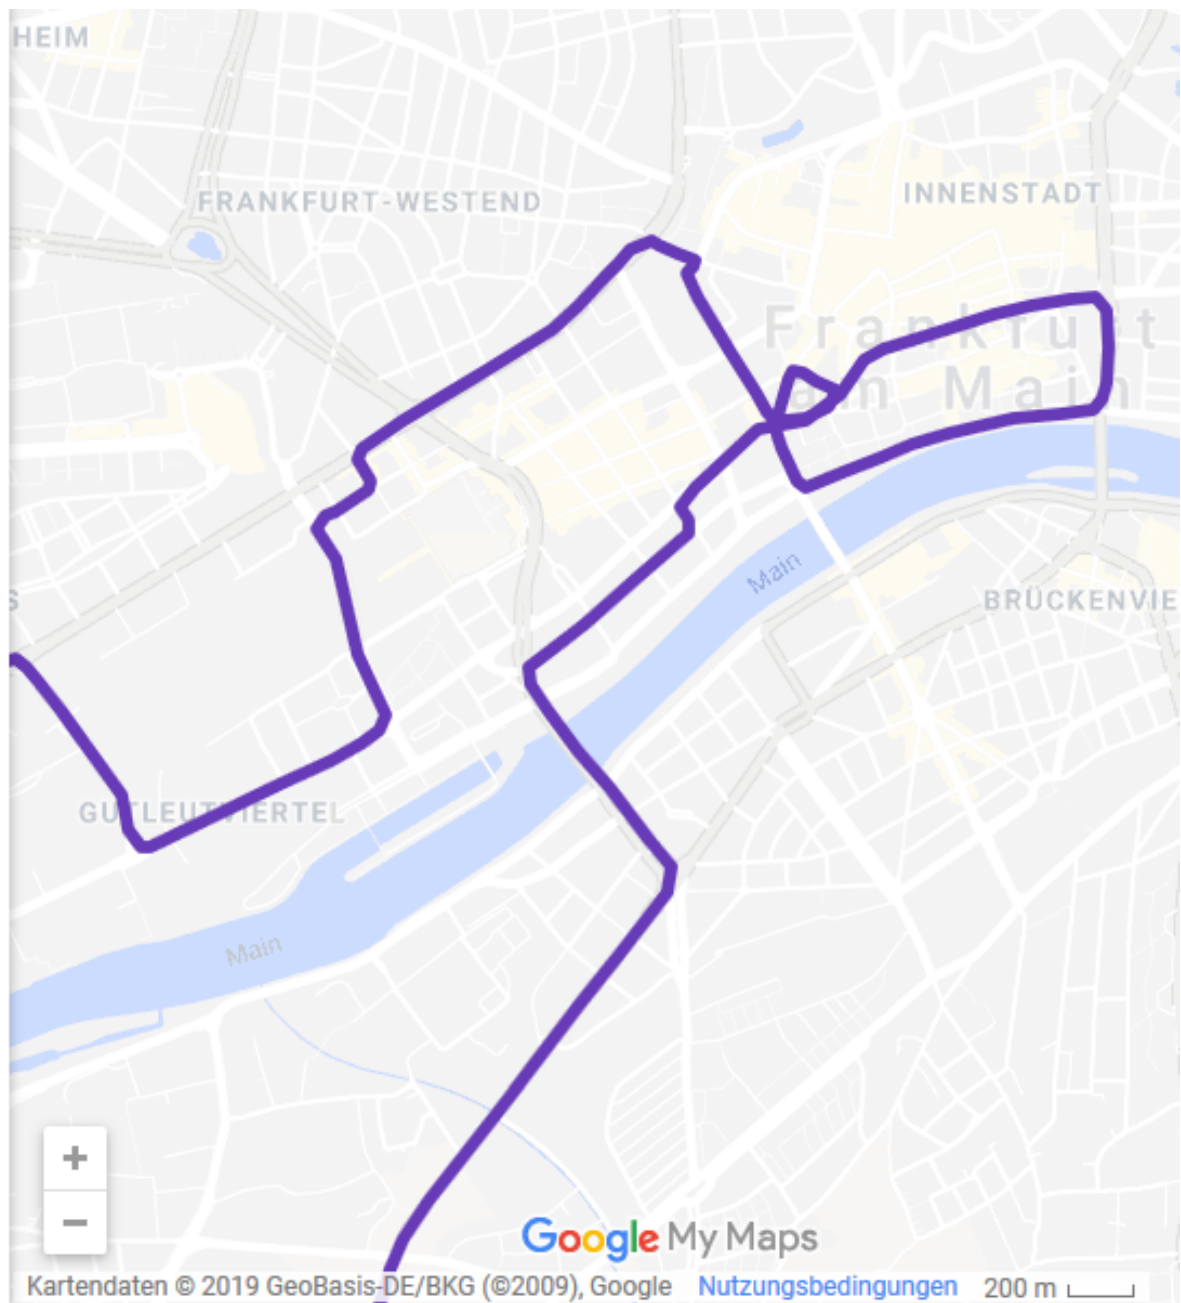 HEIM
FRANKFURT-WESTEND
INNENSTADT
Frankfurt
am Main
Main
BRÜCKENVIE
S
GUTLEUTVIERTEL
Main
+
−
Google My Maps
Kartendaten © 2019 GeoBasis-DE/BKG (©2009), Google Nutzungsbedingungen 200 m